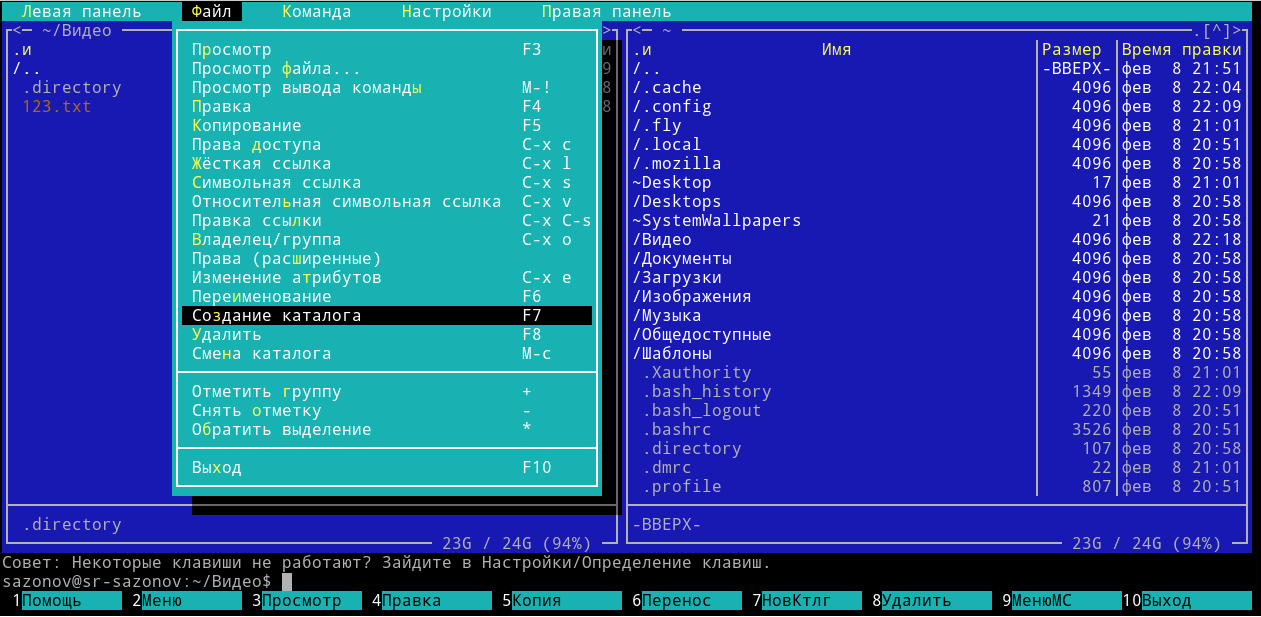 Левая панель Файл Команда Настройки Правая панель
<─ ~/Видео >
<─ ~ .[^]>
.и
/..
.directory
123.txt
Просмотр F3
Просмотр файла...
Просмотр вывода команды M-!
Правка F4
Копирование F5
Права доступа C-x c
Жёсткая ссылка C-x l
Символьная ссылка C-x s
Относительная символьная ссылка C-x v
Правка ссылки C-x C-s
Владелец/группа C-x o
Права (расширенные)
Изменение атрибутов C-x e
Переименование F6
Создание каталога F7
Удалить F8
Смена каталога M-c
Отметить группу +
Снять отметку -
Обратить выделение *
Выход F10
и
9
8
8
.и Имя Размер Время правки
/.. -ВВЕРХ- фев 8 21:51
/.cache 4096 фев 8 22:04
/.config 4096 фев 8 22:09
/.fly 4096 фев 8 21:01
/.local 4096 фев 8 20:51
/.mozilla 4096 фев 8 20:58
~Desktop 17 фев 8 21:01
/Desktops 4096 фев 8 20:58
~SystemWallpapers 21 фев 8 20:58
/Видео 4096 фев 8 22:18
/Документы 4096 фев 8 20:58
/Загрузки 4096 фев 8 20:58
/Изображения 4096 фев 8 20:58
/Музыка 4096 фев 8 20:58
/Общедоступные 4096 фев 8 20:58
/Шаблоны 4096 фев 8 20:58
.Xauthority 55 фев 8 21:01
.bash_history 1349 фев 8 22:09
.bash_logout 220 фев 8 20:51
.bashrc 3526 фев 8 20:51
.directory 107 фев 8 20:58
.dmrc 22 фев 8 21:01
.profile 807 фев 8 20:51
.directory
23G / 24G (94%)
-ВВЕРХ-
23G / 24G (94%)
Совет: Некоторые клавиши не работают? Зайдите в Настройки/Определение клавиш.
sazonov@sr-sazonov:~/Видео$
1Помощь 2Меню 3Просмотр 4Правка 5Копия 6Перенос 7НовКтлг 8Удалить 9МенюМС 10Выход